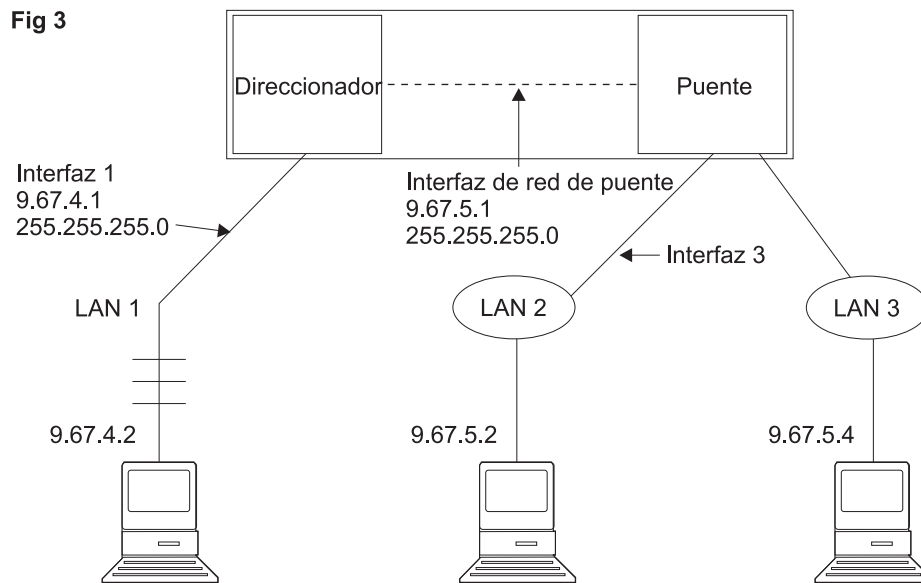 Fig 3
Direccionador
Puente
Interfaz 1
9.67.4.1
255.255.255.0
Interfaz de red de puente
9.67.5.1
255.255.255.0
Interfaz 3
LAN 1
LAN 2
LAN 3
9.67.4.2
9.67.5.2
9.67.5.4